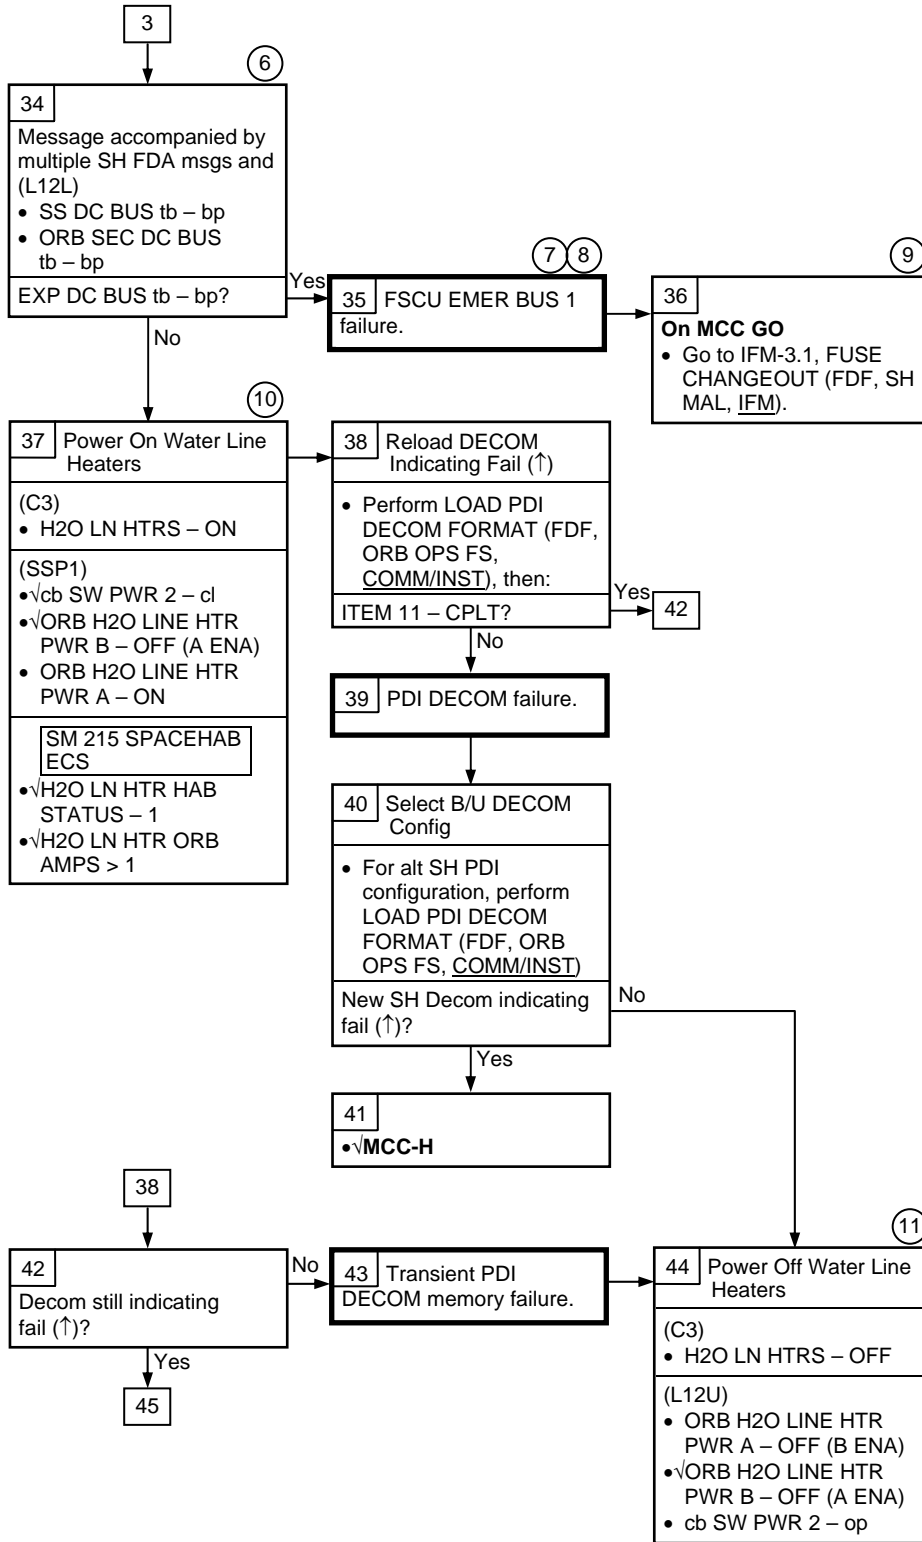 3
6
34
Message accompanied by
multiple SH FDA msgs and
(L12L)
• SS DC BUS tb – bp
• ORB SEC DC BUS
tb – bp
EXP DC BUS tb – bp?
Yes
No
7 8
35 FSCU EMER BUS 1
failure.
9
36
On MCC GO
• Go to IFM-3.1, FUSE
CHANGEOUT (FDF, SH
MAL, IFM).
10
37 Power On Water Line
Heaters
(C3)
• H2O LN HTRS – ON
(SSP1)
•√cb SW PWR 2 – cl
•√ORB H2O LINE HTR
PWR B – OFF (A ENA)
• ORB H2O LINE HTR
PWR A – ON
SM 215 SPACEHAB
ECS
•√H2O LN HTR HAB
STATUS – 1
•√H2O LN HTR ORB
AMPS > 1
38 Reload DECOM
Indicating Fail (↑)
• Perform LOAD PDI
DECOM FORMAT (FDF,
ORB OPS FS,
COMM/INST), then:
ITEM 11 – CPLT?
Yes
42
No
39 PDI DECOM failure.
40 Select B/U DECOM
Config
• For alt SH PDI
configuration, perform
LOAD PDI DECOM
FORMAT (FDF, ORB
OPS FS, COMM/INST)
New SH Decom indicating
fail (↑)?
No
Yes
41
•√MCC-H
38
42
Decom still indicating
fail (↑)?
No
Yes
45
43 Transient PDI
DECOM memory failure.
11
44 Power Off Water Line
Heaters
(C3)
• H2O LN HTRS – OFF
(L12U)
• ORB H2O LINE HTR
PWR A – OFF (B ENA)
•√ORB H2O LINE HTR
PWR B – OFF (A ENA)
• cb SW PWR 2 – op